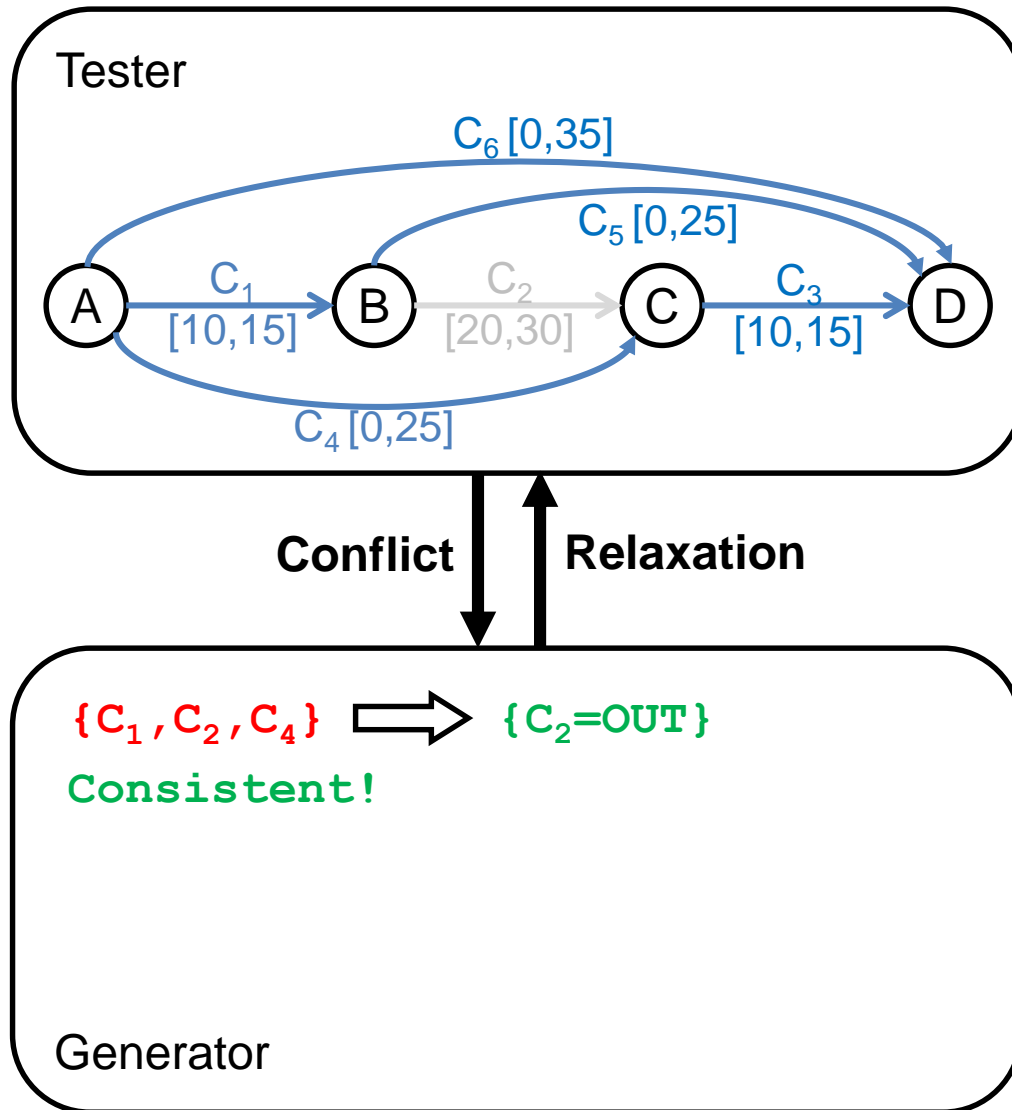 Tester
C₆ [0,35]
C₅ [0,25]
A
C₁
[10,15]
B
C₂
[20,30]
C
C₃
[10,15]
D
C₄ [0,25]
Conflict
Relaxation
{C₁,C₂,C₄}
{C₂=OUT}
Consistent!
Generator